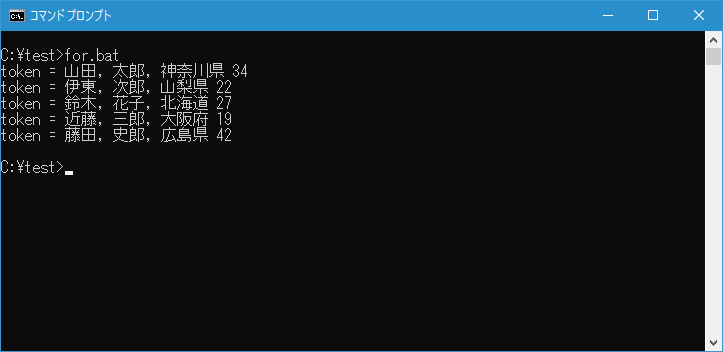 コマンドプロンプト
C:¥test>for.bat
token = 山田, 太郎, 神奈川県 34
token = 伊東, 次郎, 山梨県 22
token = 鈴木, 花子, 北海道 27
token = 近藤, 三郎, 大阪府 19
token = 藤田, 史郎, 広島県 42
C:¥test>